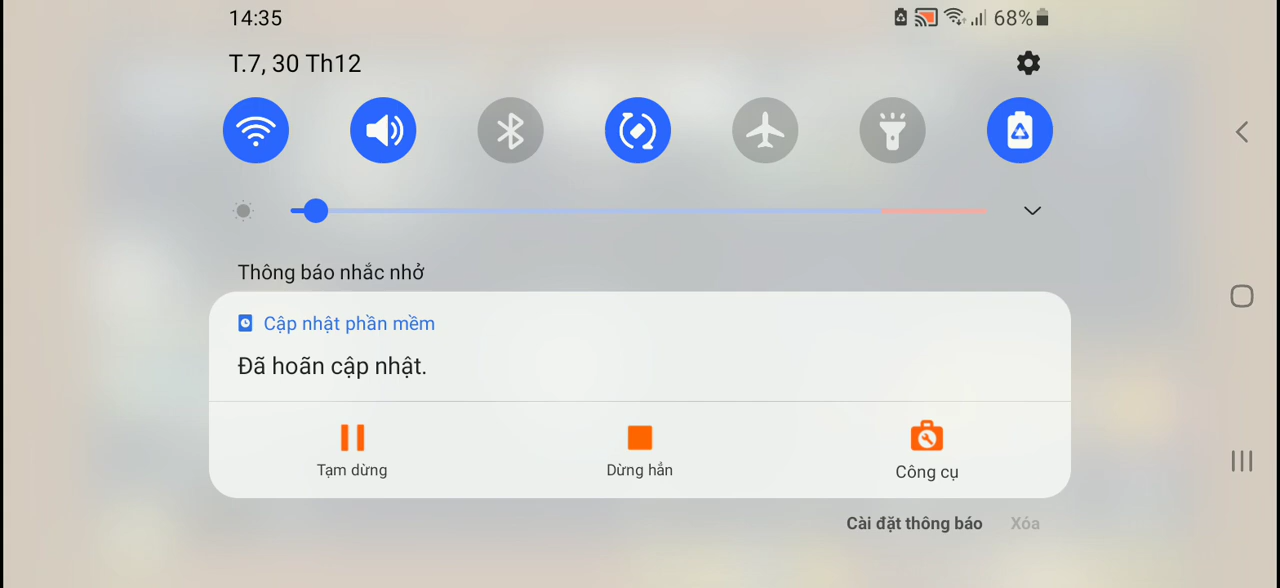 14:35
68%
T.7, 30 Th12
Thông báo nhắc nhở
Cập nhật phần mềm
Đã hoãn cập nhật.
Tạm dừng
Dừng hẳn
Công cụ
Cài đặt thông báo
Xóa